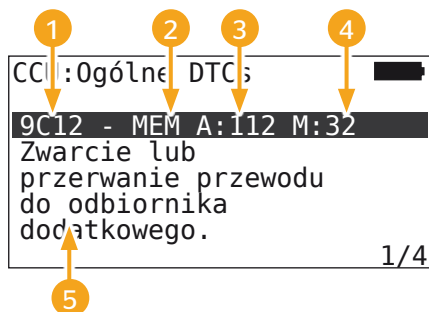 1 2 3 4
CCU:Ogólne DTCs
9C12 - MEM A:112 M:32
Zwarcie lub
przerwanie przewodu
do odbiornika
dodatkowego.
1/4
5